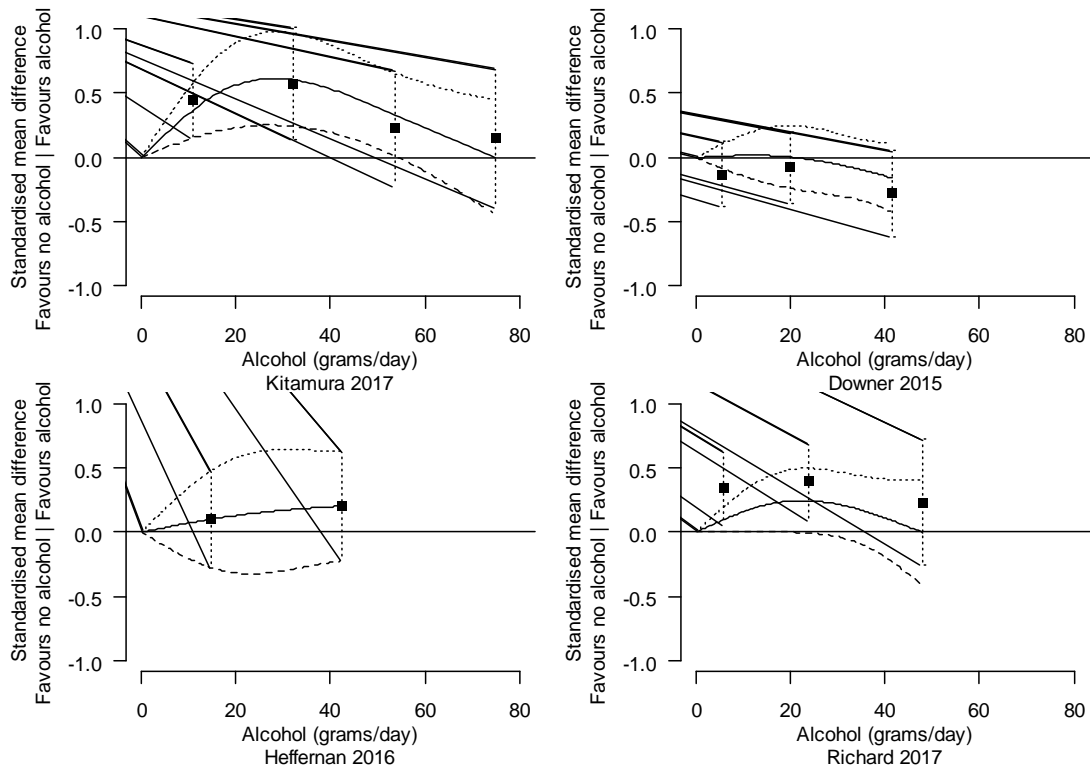 Standardised mean difference
Favours no alcohol | Favours alcohol
1.0
0.5
0.0
-0.5
-1.0
0 20 40 60 80
Alcohol (grams/day)
Kitamura 2017
Standardised mean difference
Favours no alcohol | Favours alcohol
1.0
0.5
0.0
-0.5
-1.0
0 20 40 60 80
Alcohol (grams/day)
Downer 2015
Standardised mean difference
Favours no alcohol | Favours alcohol
1.0
0.5
0.0
-0.5
-1.0
0 20 40 60 80
Alcohol (grams/day)
Heffernan 2016
Standardised mean difference
Favours no alcohol | Favours alcohol
1.0
0.5
0.0
-0.5
-1.0
0 20 40 60 80
Alcohol (grams/day)
Richard 2017